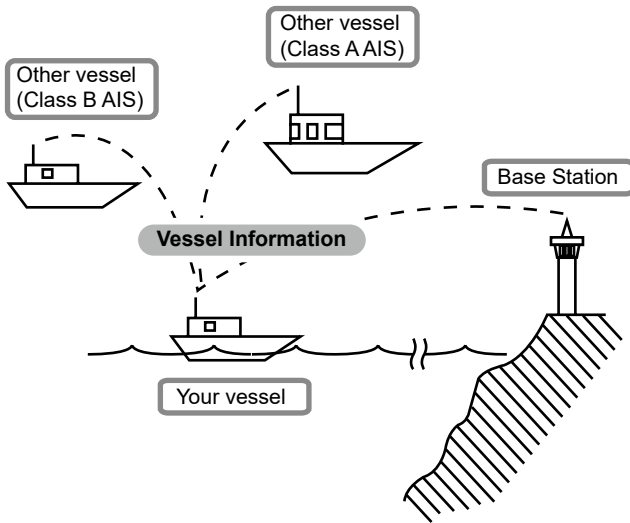 Other vessel
(Class A AIS)
Other vessel
(Class B AIS)
Base Station
Vessel Information
Your vessel